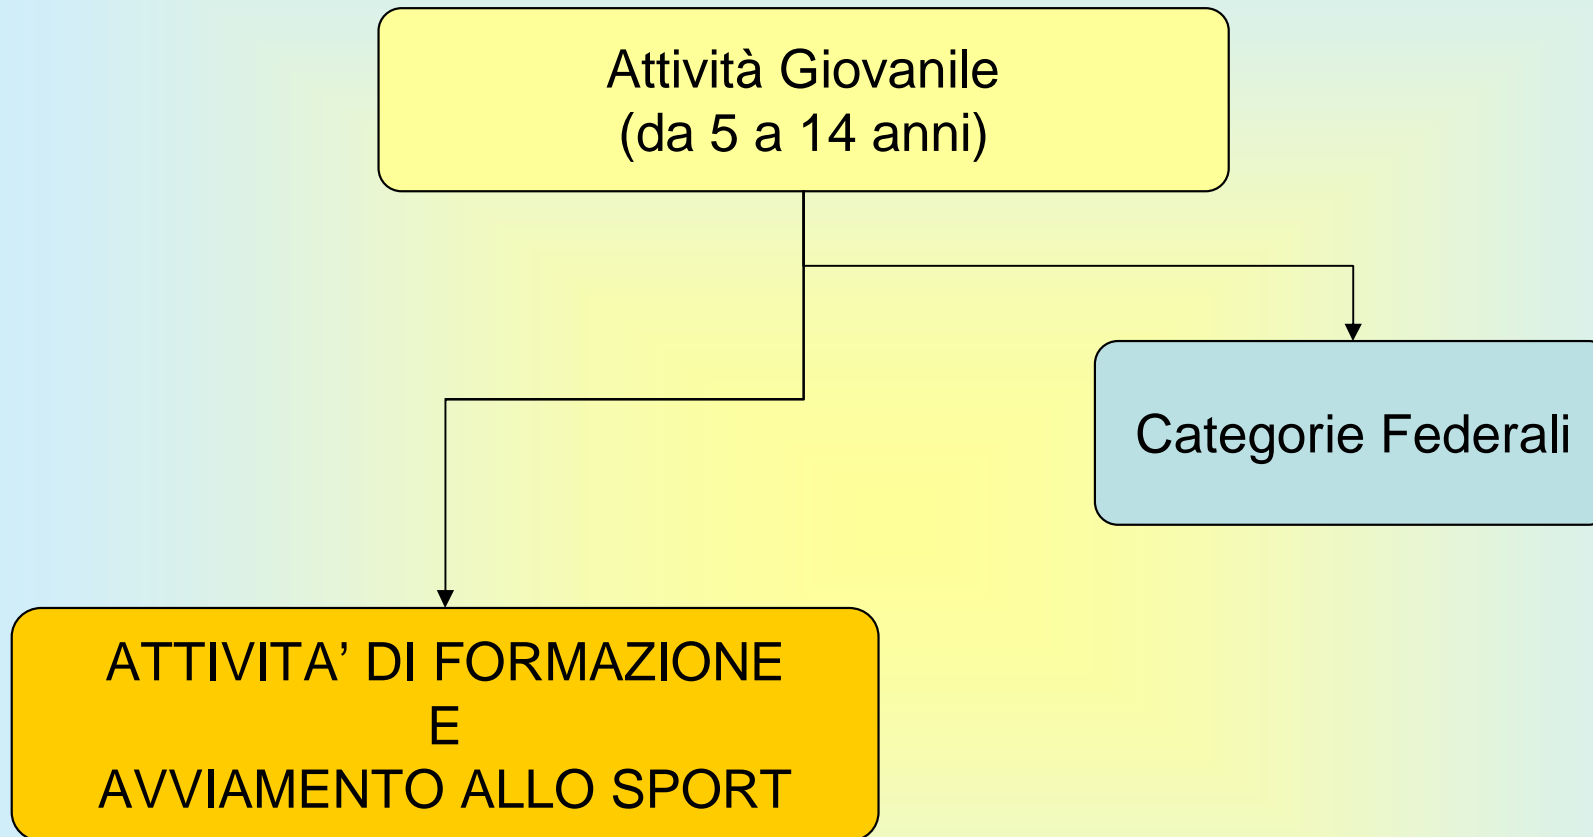 Attività Giovanile
(da 5 a 14 anni)
Categorie Federali
ATTIVITA’ DI FORMAZIONE
E
AVVIAMENTO ALLO SPORT